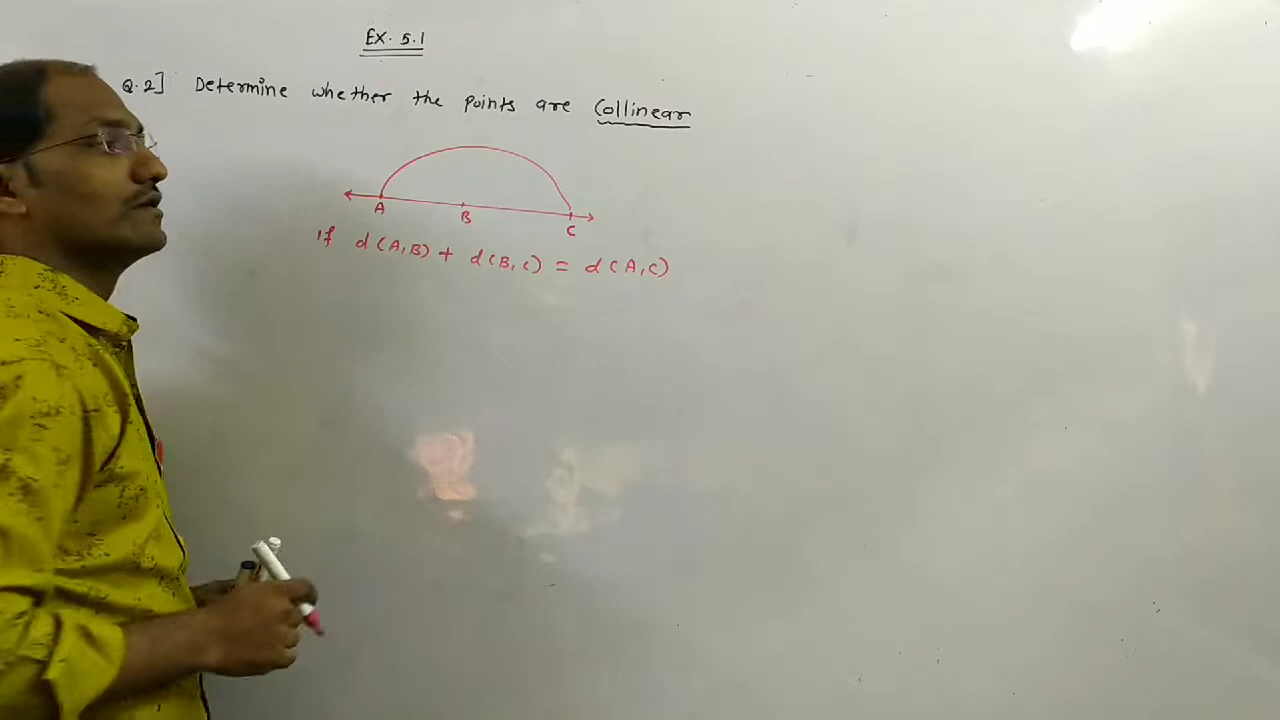 Ex. 5.1
Q.2] Determine whether the points are Collinear
A B C
If d(A,B) + d(B,C) = d(A,C)